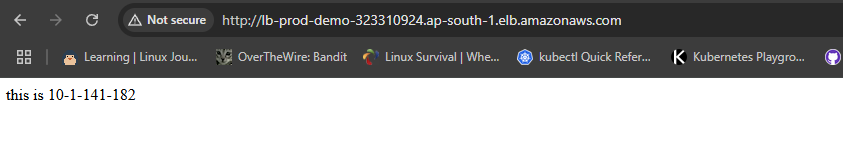 Not secure http://lb-prod-demo-323310924.ap-south-1.elb.amazonaws.com
Learning | Linux Jou... OverTheWire: Bandit Linux Survival | Whe... kubectl Quick Refer... Kubernetes Playgro...
this is 10-1-141-182